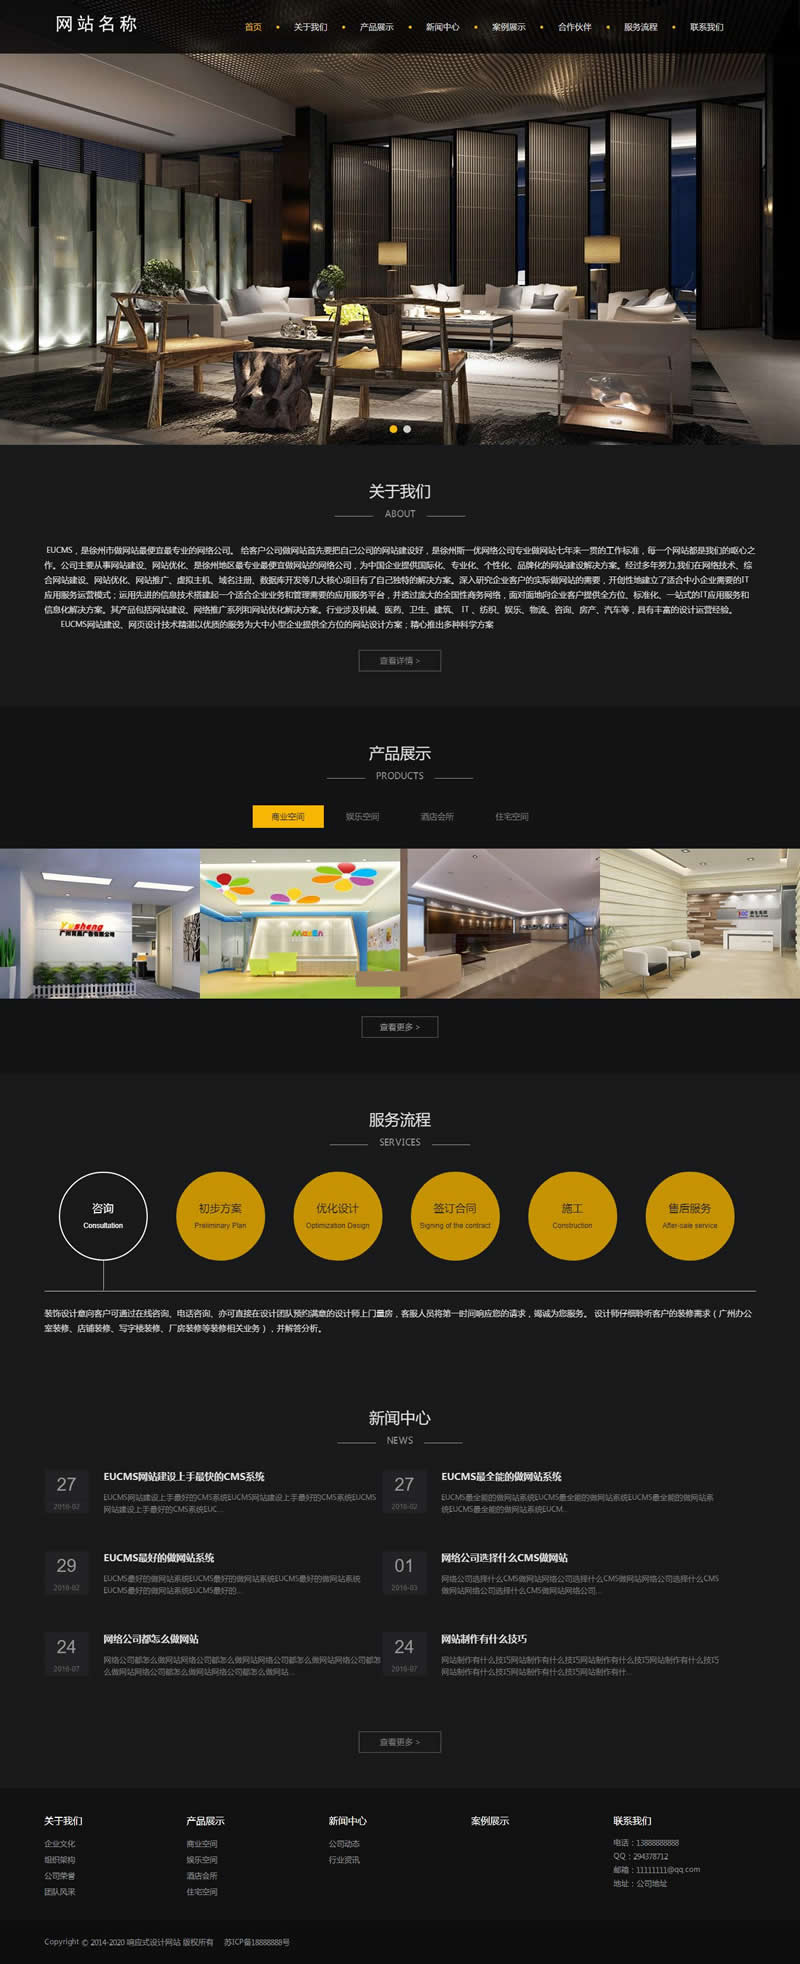 网站名称
首页 关于我们 产品展示 新闻中心 案例展示 合作伙伴 服务流程 联系我们
关于我们
ABOUT
EUCMS，是徐州市做网站最便宜最专业的网络公司。 给客户公司做网站首先要把自己公司的网站建设好，是徐州斯一优网络公司专业做网站七年来一贯的工作标准，每一个网站都是我们的呕心之
作。公司主要从事网站建设、网站优化、是徐州地区最专业最便宜做网站的网络公司，为中国企业提供国际化、专业化、个性化、品牌化的网站建设解决方案。经过多年努力,我们在网络技术、综
合网站建设、网站优化、网站推广、虚拟主机、域名注册、数据库开发等几大核心项目有了自己独特的解决方案。深入研究企业客户的实际做网站的需要，开创性地建立了适合中小企业需要的IT
应用服务运营模式；运用先进的信息技术搭建起一个适合企业业务和管理需要的应用服务平台，并透过庞大的全国性商务网络，面对面地向企业客户提供全方位、标准化、一站式的IT应用服务和
信息化解决方案。其产品包括网站建设、网络推广系列和网站优化解决方案。行业涉及机械、医药、卫生、建筑、 IT 、纺织、娱乐、物流、咨询、房产、汽车等，具有丰富的设计运营经验。
EUCMS网站建设、网页设计技术精湛以优质的服务为大中小型企业提供全方位的网站设计方案；精心推出多种科学方案
查看详情 >
产品展示
PRODUCTS
商业空间 娱乐空间 酒店会所 住宅空间
Yusheng
查看更多 >
服务流程
SERVICES
咨询 初步方案 优化设计 签订合同 施工 售后服务
Consultation Preliminary Plan Optimization Design Signing of the contract Construction After-sale service
装饰设计意向客户可通过在线咨询、电话咨询、亦可直接在设计团队预约满意的设计师上门量房，客服人员将第一时间响应您的请求，竭诚为您服务。 设计师仔细聆听客户的装修需求（广州办公
室装修、店铺装修、写字楼装修、厂房装修等装修相关业务），并解答分析。
新闻中心
NEWS
27
2016-02
EUCMS网站建设上手最快的CMS系统
EUCMS网站建设上手最好的CMS系统EUCMS网站建设上手最好的CMS系统EUCMS
网站建设上手最好的CMS系统EUC...
27
2016-02
EUCMS最全能的做网站系统
EUCMS最全能的做网站系统EUCMS最全能的做网站系统EUCMS最全能的做网站系
统EUCMS最全能的做网站系统EUCM...
29
2016-02
EUCMS最好的做网站系统
EUCMS最好的做网站系统EUCMS最好的做网站系统EUCMS最好的做网站系统
EUCMS最好的做网站系统EUCMS最好的...
01
2016-03
网络公司选择什么CMS做网站
网络公司选择什么CMS做网站网络公司选择什么CMS做网站网络公司选择什么CMS
做网站网络公司选择什么CMS做网站网络公司...
24
2016-07
网络公司都怎么做网站
网络公司都怎么做网站网络公司都怎么做网站网络公司都怎么做网站网络公司都怎
么做网站网络公司都怎么做网站网络公司都怎么做网站...
24
2016-07
网站制作有什么技巧
网站制作有什么技巧网站制作有什么技巧网站制作有什么技巧网站制作有什么技巧
网站制作有什么技巧网站制作有什么技巧网站制作有什...
查看更多 >
关于我们
企业文化
组织架构
公司荣誉
团队风采
产品展示
商业空间
娱乐空间
酒店会所
住宅空间
新闻中心
公司动态
行业资讯
案例展示
联系我们
电话：13888888888
QQ：294378712
邮箱：11111111@qq.com
地址：公司地址
Copyright © 2014-2020 响应式设计网站 版权所有 苏ICP备18888888号